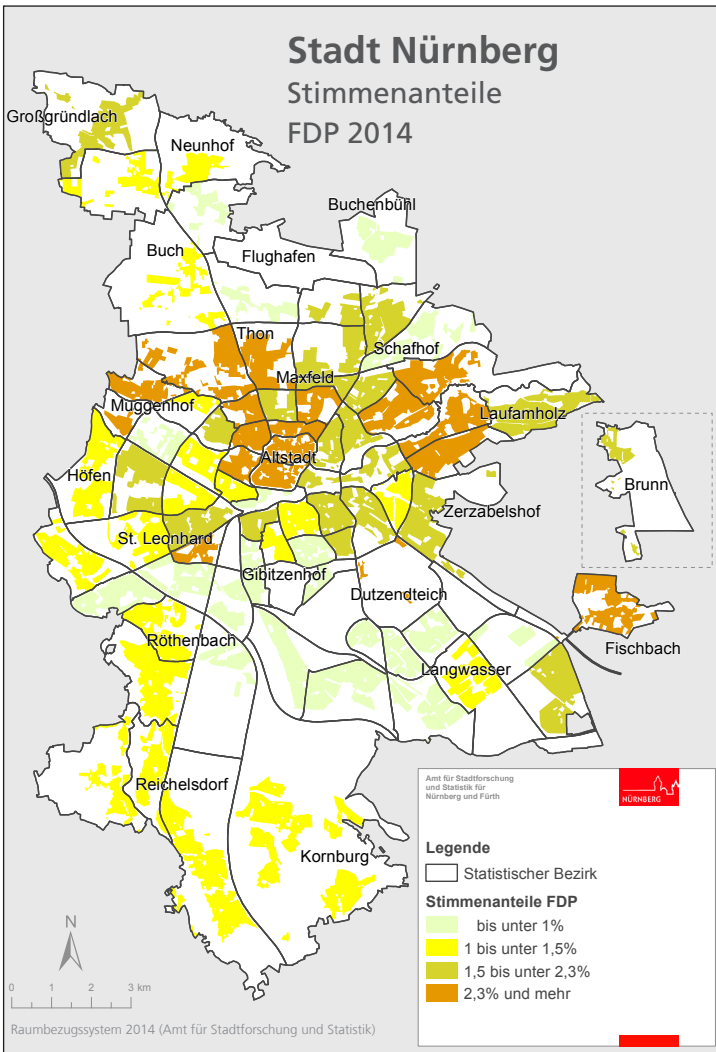 Stadt Nürnberg
Stimmenanteile
FDP 2014
Großgründlach
Neunhof
Buchenbühl
Buch
Flughafen
Thon
Schafhof
Maxfeld
Muggenhof
Laufamholz
Altstadt
Höfen
Brunn
Zerzabelshof
St. Leonhard
Gibitzenhof
Dutzendteich
Röthenbach
Fischbach
Langwasser
Reichelsdorf
Kornburg
Amt für Stadtforschung
und Statistik für
Nürnberg und Fürth
NÜRNBERG
Legende
Statistischer Bezirk
Stimmenanteile FDP
bis unter 1%
1 bis unter 1,5%
1,5 bis unter 2,3%
2,3% und mehr
N
0 1 2 3 km
Raumbezugssystem 2014 (Amt für Stadtforschung und Statistik)